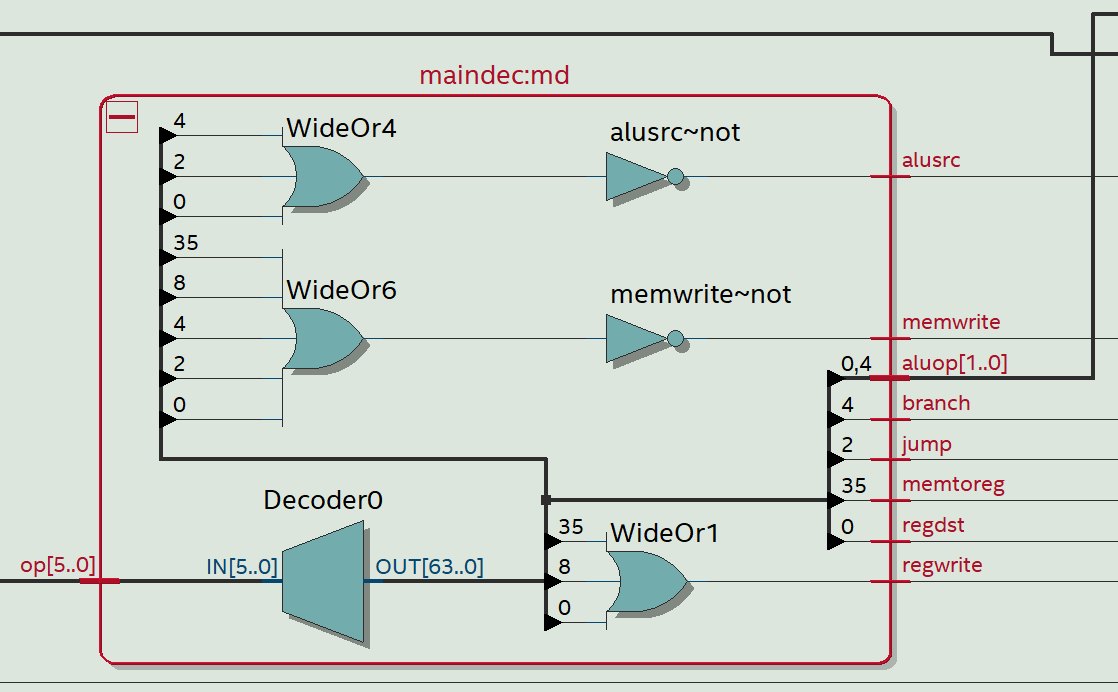 maindec:md
4
WideOr4
alusrc~not
2
alusrc
0
35
8
WideOr6
memwrite~not
4
memwrite
2
0,4
aluop[1..0]
0
4
branch
2
jump
35
memtoreg
Decoder0
35
WideOr1
0
regdst
op[5..0]
IN[5..0]
OUT[63..0]
8
regwrite
0